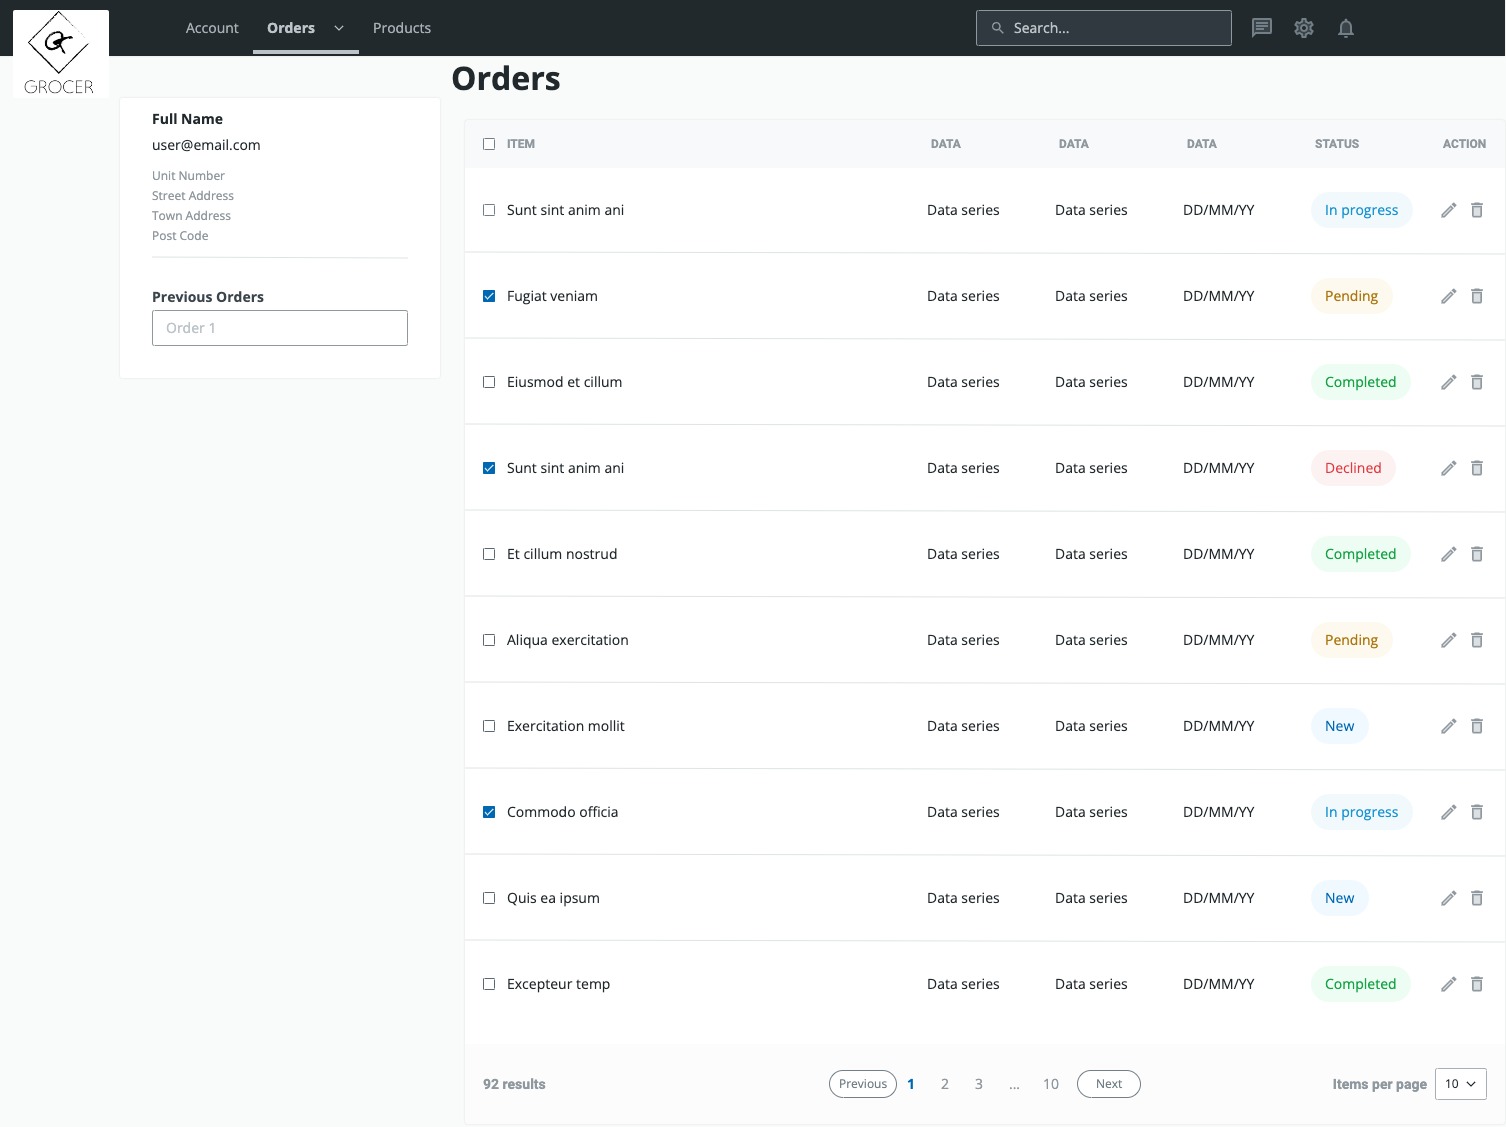 GROCER
Account Orders Products
Search...
Orders
Full Name
user@email.com
Unit Number
Street Address
Town Address
Post Code
Previous Orders
Order 1
ITEM DATA DATA DATA STATUS ACTION
Sunt sint anim ani Data series Data series DD/MM/YY In progress
Fugiat veniam Data series Data series DD/MM/YY Pending
Eiusmod et cillum Data series Data series DD/MM/YY Completed
Sunt sint anim ani Data series Data series DD/MM/YY Declined
Et cillum nostrud Data series Data series DD/MM/YY Completed
Aliqua exercitation Data series Data series DD/MM/YY Pending
Exercitation mollit Data series Data series DD/MM/YY New
Commodo officia Data series Data series DD/MM/YY In progress
Quis ea ipsum Data series Data series DD/MM/YY New
Excepteur temp Data series Data series DD/MM/YY Completed
92 results Previous 1 2 3 ... 10 Next Items per page 10